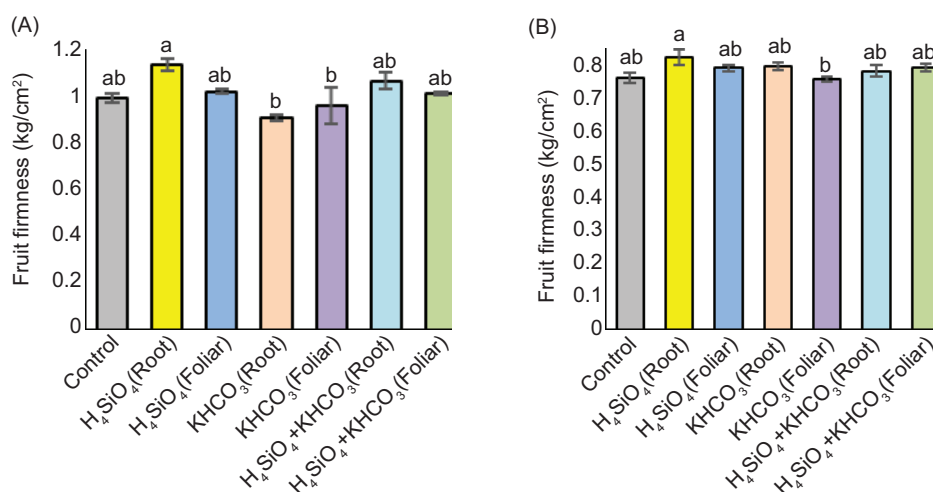 (A)
Fruit firmness (kg/cm²)
1.2
1
0.8
0.6
0.4
0.2
0
ab
a
ab
b
b
ab
ab
Control
H₄SiO₄(Root)
H₄SiO₄(Foliar)
KHCO₃(Root)
KHCO₃(Foliar)
H₄SiO₄+KHCO₃(Root)
H₄SiO₄+KHCO₃(Foliar)
(B)
Fruit firmness (kg/cm²)
0.8
0.7
0.6
0.5
0.4
0.3
0.2
0.1
0
ab
a
ab
ab
b
ab
ab
Control
H₄SiO₄(Root)
H₄SiO₄(Foliar)
KHCO₃(Root)
KHCO₃(Foliar)
H₄SiO₄+KHCO₃(Root)
H₄SiO₄+KHCO₃(Foliar)